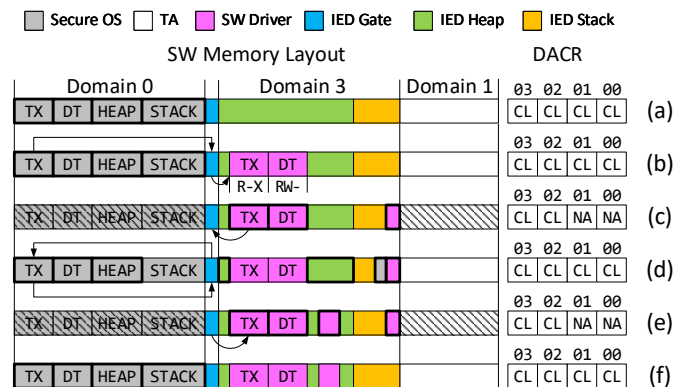 Secure OS TA SW Driver IED Gate IED Heap IED Stack
SW Memory Layout DACR
Domain 0 Domain 3 Domain 1 03 02 01 00
TX DT HEAP STACK CL CL CL CL (a)
03 02 01 00
TX DT HEAP STACK TX DT CL CL CL CL (b)
R-X RW-
03 02 01 00
TX DT HEAP STACK TX DT CL CL NA NA (c)
03 02 01 00
TX DT HEAP STACK TX DT CL CL CL CL (d)
03 02 01 00
TX DT HEAP STACK TX DT CL CL NA NA (e)
03 02 01 00
TX DT HEAP STACK TX DT CL CL CL CL (f)